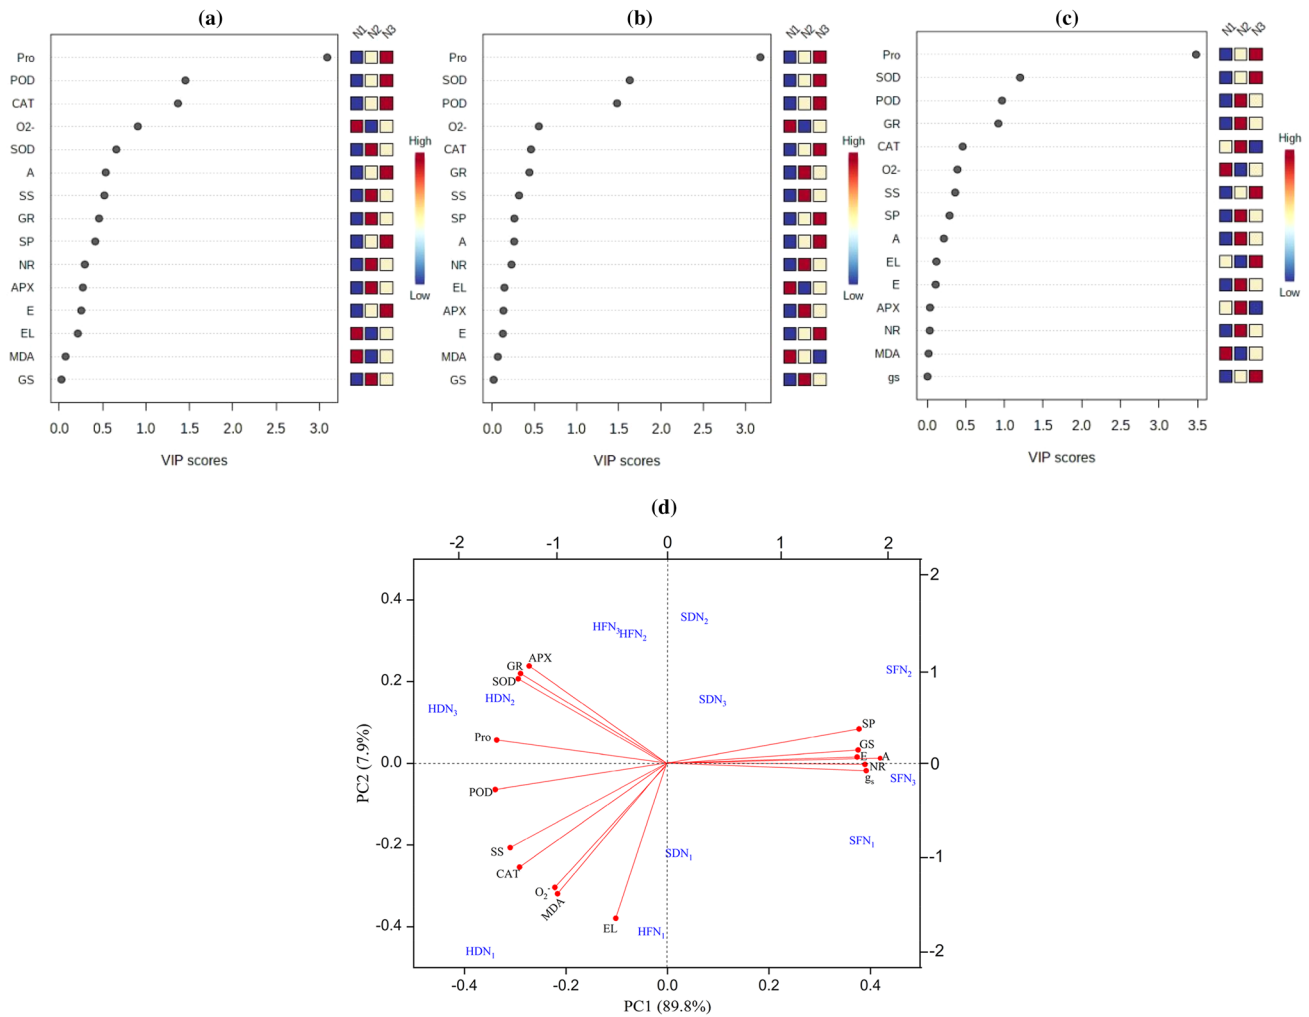 (a)
N1 N2 N3
Pro
POD
CAT
O2-
SOD
A
SS
GR
SP
NR
APX
E
EL
MDA
GS
High
Low
0.0 0.5 1.0 1.5 2.0 2.5 3.0
VIP scores
(b)
N1 N2 N3
Pro
SOD
POD
O2-
CAT
GR
SS
SP
A
NR
EL
APX
E
MDA
GS
High
Low
0.0 0.5 1.0 1.5 2.0 2.5 3.0
VIP scores
(c)
N1 N2 N3
Pro
SOD
POD
GR
CAT
O2-
SS
SP
A
EL
E
APX
NR
MDA
gs
High
Low
0.0 0.5 1.0 1.5 2.0 2.5 3.0 3.5
VIP scores
(d)
-2 -1 0 1 2
2
0.4
SDN2
HFN3 HFN2
GR APX
SFN2
1
0.2
SOD
HDN2
HDN3
SDN3
SP
Pro
GS
E A
0.0
0
NR
gs
SFN3
POD
PC2 (7.9%)
-0.2
SFN1
SS
SDN1
-1
CAT
O2-
MDA
-0.4
EL
HFN1
HDN1
-2
-0.4 -0.2 0.0 0.2 0.4
PC1 (89.8%)